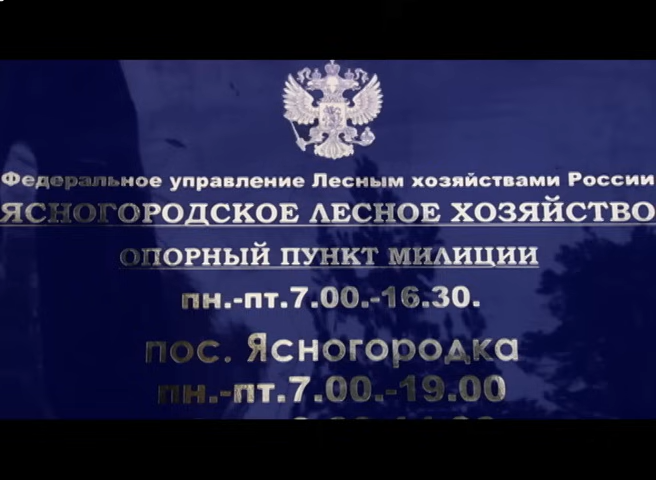 Федеральное управление Лесным хозяйствами России
ЯСНОГОРОДСКОЕ ЛЕСНОЕ ХОЗЯЙСТВО
ОПОРНЫЙ ПУНКТ МИЛИЦИИ
пн.-пт.7.00.-16.30.
пос. Ясногородка
пн.-пт.7.00.-19.00